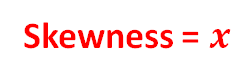 Skewness = x